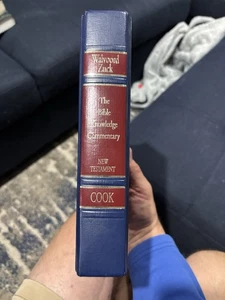 Walvoord
Zuck
The
Bible
Knowledge
Commentary
NEW
TESTAMENT
COOK